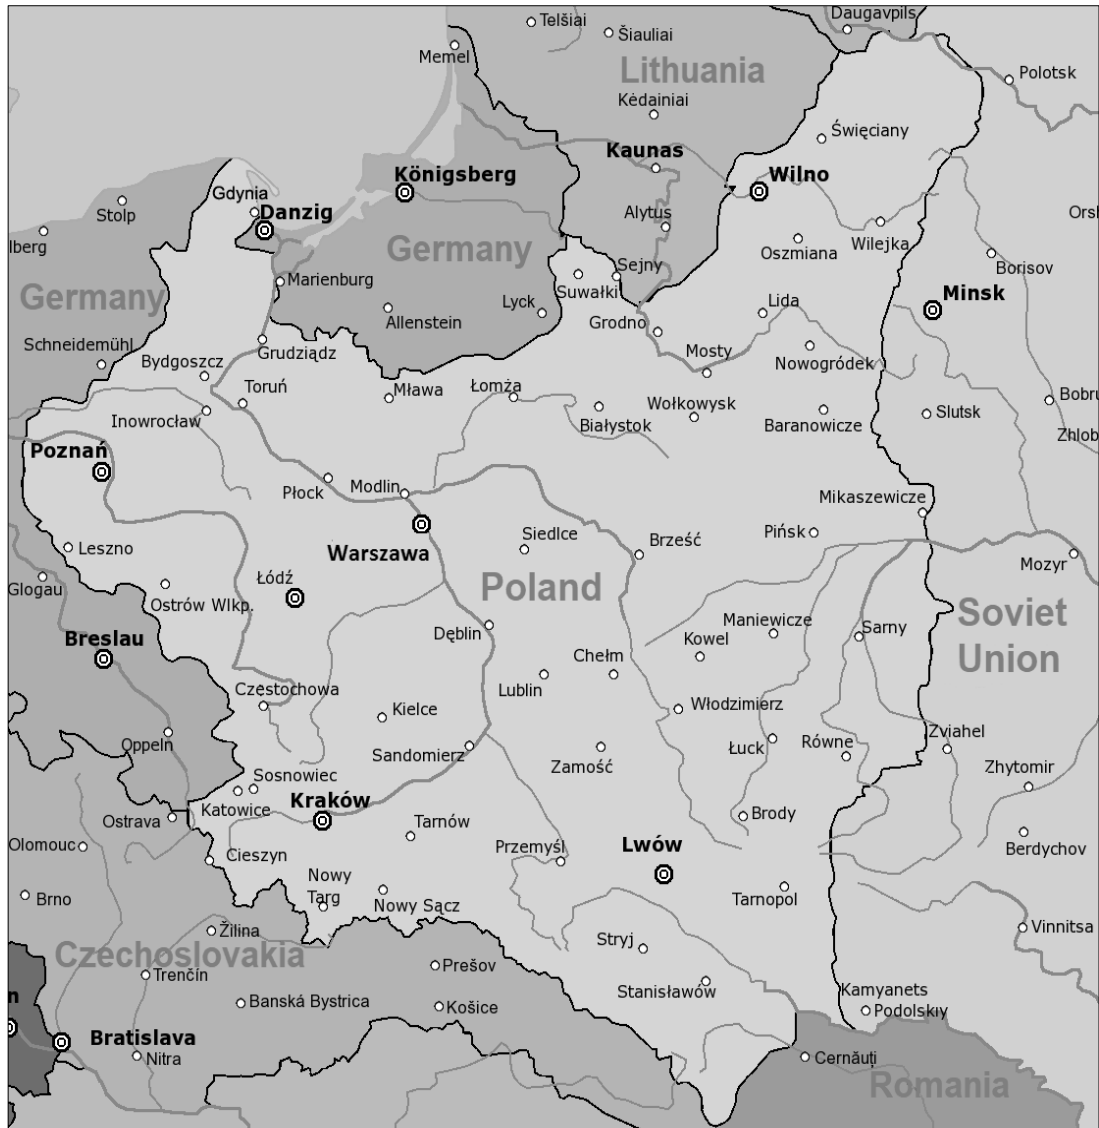 Daugavpils
Telšiai
Šiauliai
Memel
Lithuania
Polotsk
Kėdainiai
Święciany
Kaunas
Königsberg
Wilno
Gdynia
Stolp
Danzig
Alytus
Ors
lberg
Oszmiana
Wilejka
Germany
Borisov
Sejny
Marienburg
Suwałki
Germany
Minsk
Lyck
Lida
Allenstein
Grodno
Schneidemühl
Grudziądz
Mosty
Bydgoszcz
Nowogródek
Toruń
Mława
Łomża
Bobru
Wołkowysk
Slutsk
Inowrocław
Białystok
Baranowicze
Zhlob
Poznań
Płock
Modlin
Mikaszewicze
Siedlce
Pińsk
Brześć
Leszno
Warszawa
Mozyr
Łódź
Glogau
Poland
Ostrów Wlkp.
Soviet
Union
Maniewicze
Sarny
Breslau
Dęblin
Kowel
Chełm
Częstochowa
Lublin
Kielce
Włodzimierz
Oppeln
Zviahel
Sandomierz
Łuck
Równe
Zamość
Zhytomir
Sosnowiec
Katowice
Kraków
Ostrava
Brody
Tarnów
Olomouc
Przemyśl
Lwów
Berdychov
Cieszyn
Nowy
Targ
Brno
Nowy Sącz
Tarnopol
Vinnitsa
Žilina
Stryj
Czechoslovakia
Prešov
Trenčín
Stanisławów
Kamyanets
Podolskiy
n
Banská Bystrica
Košice
Bratislava
Nitra
Cernăuți
Romania